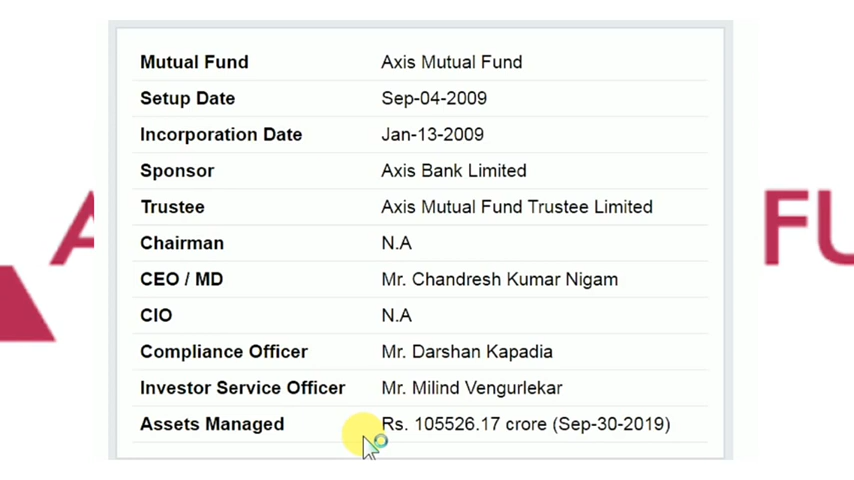 Mutual Fund Axis Mutual Fund
Setup Date Sep-04-2009
Incorporation Date Jan-13-2009
Sponsor Axis Bank Limited
Trustee Axis Mutual Fund Trustee Limited
Chairman N.A
CEO / MD Mr. Chandresh Kumar Nigam
CIO N.A
Compliance Officer Mr. Darshan Kapadia
Investor Service Officer Mr. Milind Vengurlekar
Assets Managed Rs. 105526.17 crore (Sep-30-2019)